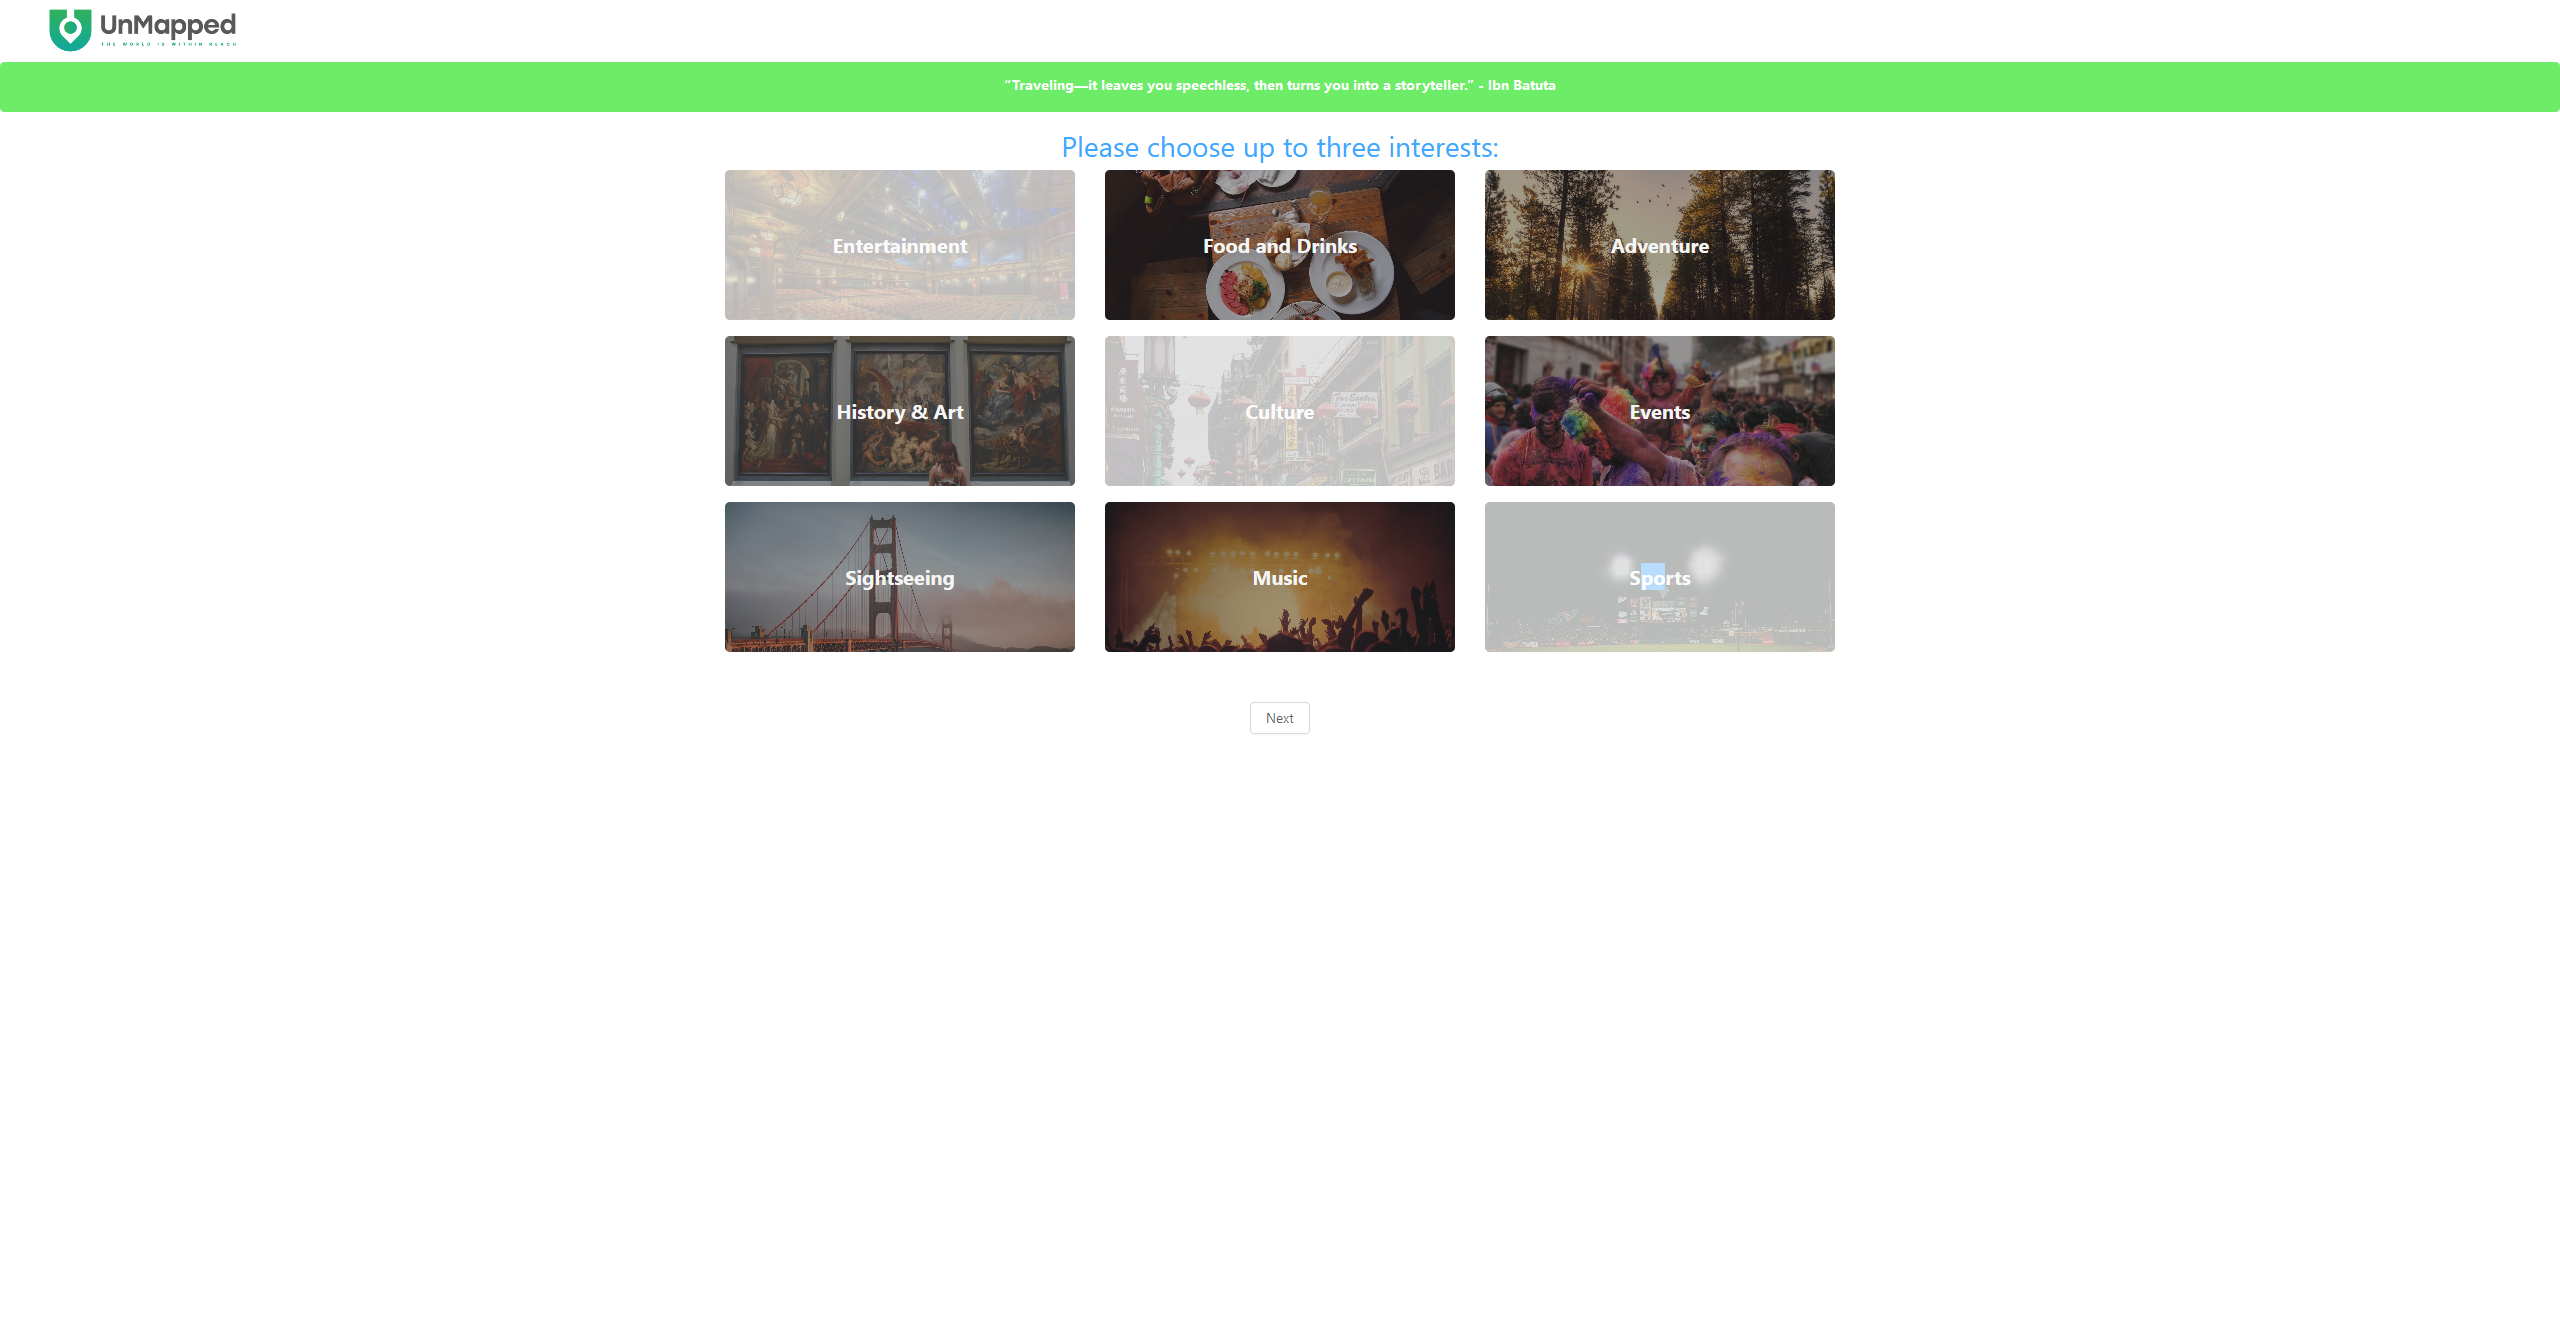 UnMapped
THE WORLD IS WITHIN REACH
“Traveling—it leaves you speechless, then turns you into a storyteller.” - Ibn Batuta
Please choose up to three interests:
Entertainment
Food and Drinks
Adventure
History & Art
Culture
Events
Sightseeing
Music
Sports
Next